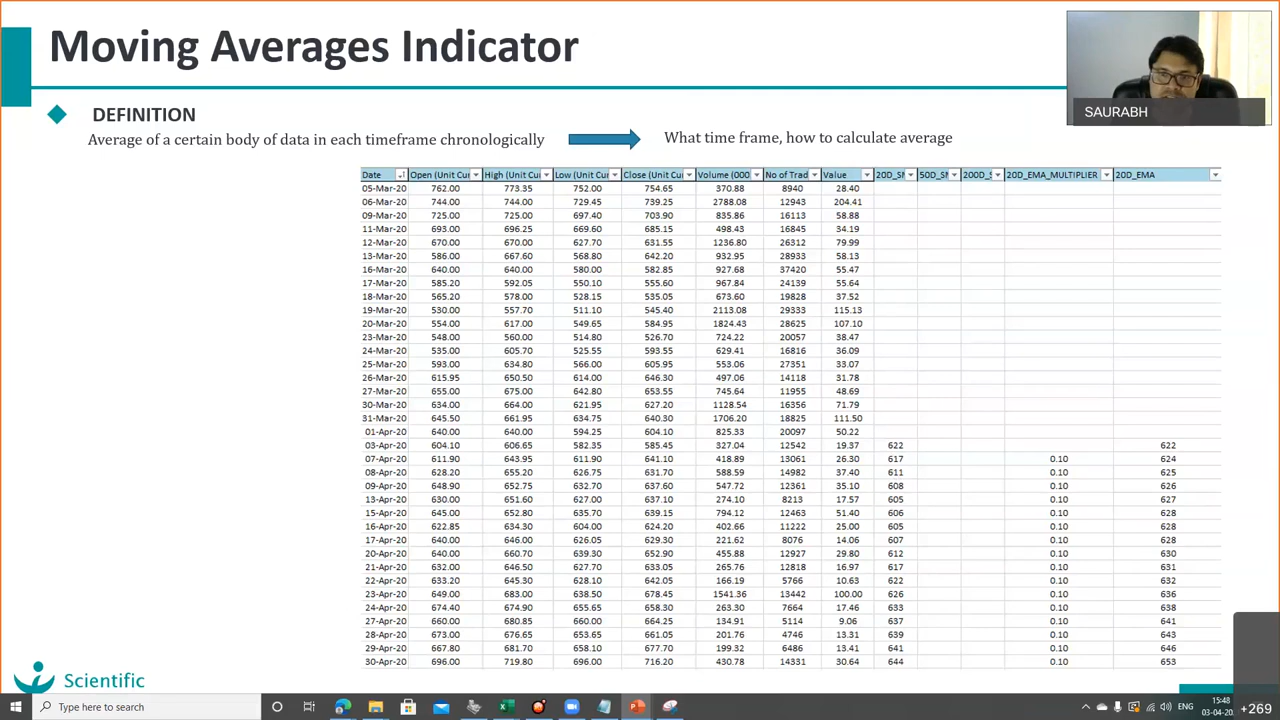 Moving Averages Indicator
SAURABH
DEFINITION
Average of a certain body of data in each timeframe chronologically
What time frame, how to calculate average
Date Open (Unit Cur High (Unit Cur Low (Unit Cur Close (Unit Cur Volume (000 No of Trad Value 20D_SM 50D_SM 200D_S 20D_EMA_MULTIPLIER 20D_EMA
05-Mar-20 762.00 773.35 752.00 754.65 370.88 8940 28.40
06-Mar-20 744.00 744.00 729.45 739.25 2788.08 12943 204.41
09-Mar-20 725.00 725.00 697.40 703.90 835.86 16113 58.88
11-Mar-20 693.00 696.25 669.60 685.15 498.43 16845 34.19
12-Mar-20 670.00 670.00 627.70 631.55 1236.80 26312 79.99
13-Mar-20 586.00 667.60 568.80 642.20 932.95 28933 58.13
16-Mar-20 640.00 640.00 580.00 582.85 927.68 37420 55.47
17-Mar-20 585.20 592.05 550.10 555.60 967.84 24139 55.64
18-Mar-20 565.20 578.00 528.15 535.05 673.60 19828 37.52
19-Mar-20 530.00 557.70 511.10 545.40 2113.08 29333 115.13
20-Mar-20 554.00 617.00 549.65 584.95 1824.43 28625 107.10
23-Mar-20 548.00 560.00 514.80 526.70 724.22 20057 38.47
24-Mar-20 535.00 605.70 525.55 593.55 629.41 16816 36.09
25-Mar-20 593.00 634.80 566.00 605.95 553.06 27351 33.07
26-Mar-20 615.95 650.50 614.00 646.30 497.06 14118 31.78
27-Mar-20 655.00 675.00 642.80 653.55 745.64 11955 48.69
30-Mar-20 634.00 664.00 621.95 627.20 1128.54 16356 71.79
31-Mar-20 645.50 661.95 634.75 640.30 1706.20 18825 111.50
01-Apr-20 640.00 640.00 594.25 604.10 825.33 20097 50.22
03-Apr-20 604.10 606.65 582.35 585.45 327.04 12542 19.37 622 622
07-Apr-20 611.90 643.95 611.90 641.10 418.89 13061 26.30 617 0.10 624
08-Apr-20 628.20 655.20 626.75 631.70 588.59 14982 37.40 611 0.10 625
09-Apr-20 648.90 652.75 632.70 637.60 547.72 12361 35.10 608 0.10 626
13-Apr-20 630.00 651.60 627.00 637.10 274.10 8213 17.57 605 0.10 627
15-Apr-20 645.00 652.80 635.70 639.15 794.12 12463 51.40 606 0.10 628
16-Apr-20 622.85 634.30 604.00 624.20 402.66 11222 25.00 605 0.10 628
17-Apr-20 640.00 646.00 626.05 629.30 221.62 8076 14.06 607 0.10 628
20-Apr-20 640.00 660.70 639.30 652.90 455.88 12927 29.80 612 0.10 630
21-Apr-20 632.00 646.50 627.70 633.05 265.76 12818 16.97 617 0.10 631
22-Apr-20 633.20 645.30 628.10 642.05 166.19 5766 10.63 622 0.10 632
23-Apr-20 649.00 683.00 638.50 678.45 1541.36 13442 100.00 626 0.10 636
24-Apr-20 674.40 674.90 655.65 658.30 263.30 7664 17.46 633 0.10 638
27-Apr-20 660.00 680.85 660.00 664.25 134.91 5114 9.06 637 0.10 641
28-Apr-20 673.00 676.65 653.65 661.05 201.76 4746 13.31 639 0.10 643
29-Apr-20 667.80 681.70 658.10 677.70 199.32 6486 13.41 641 0.10 646
30-Apr-20 696.00 719.80 696.00 716.20 430.78 14331 30.64 644 0.10 653
Scientific
Type here to search
ENG
15:48
03-04-20
+269